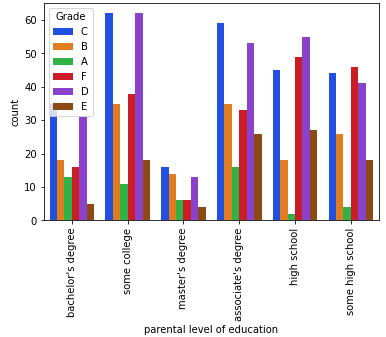 Grade
C
B
A
F
D
E
count
60
50
40
30
20
10
0
bachelor's degree
some college
master's degree
associate's degree
high school
some high school
parental level of education